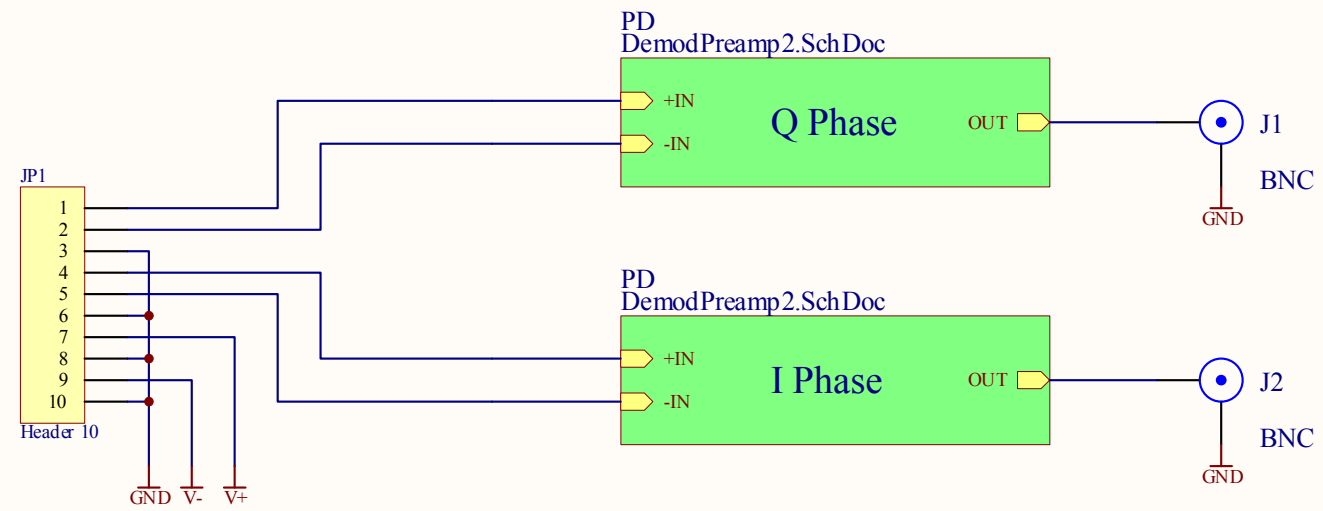 PD
DemodPreamp2.SchDoc
+IN
-IN
Q Phase
OUT
J1
BNC
GND
JP1
1
2
3
4
5
6
7
8
9
10
Header 10
GND
V-
V+
PD
DemodPreamp2.SchDoc
+IN
-IN
I Phase
OUT
J2
BNC
GND